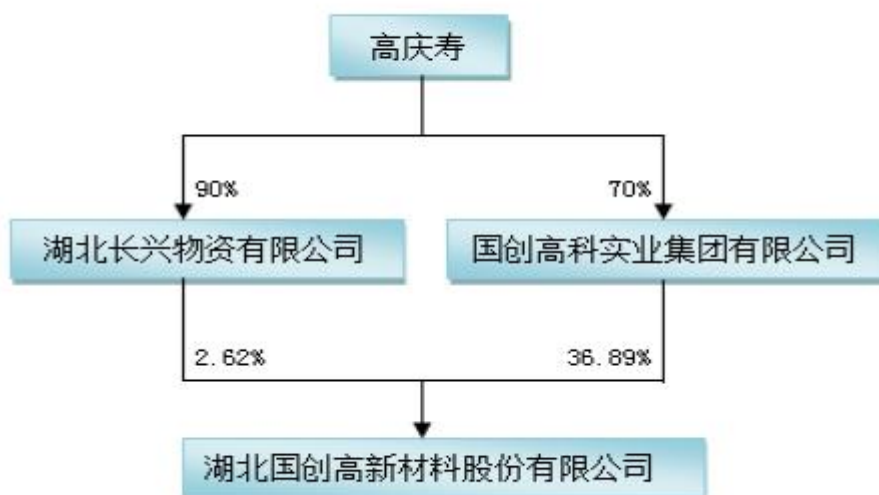 高庆寿
90%
70%
湖北长兴物资有限公司
国创高科实业集团有限公司
2.62%
36.89%
湖北国创高新材料股份有限公司